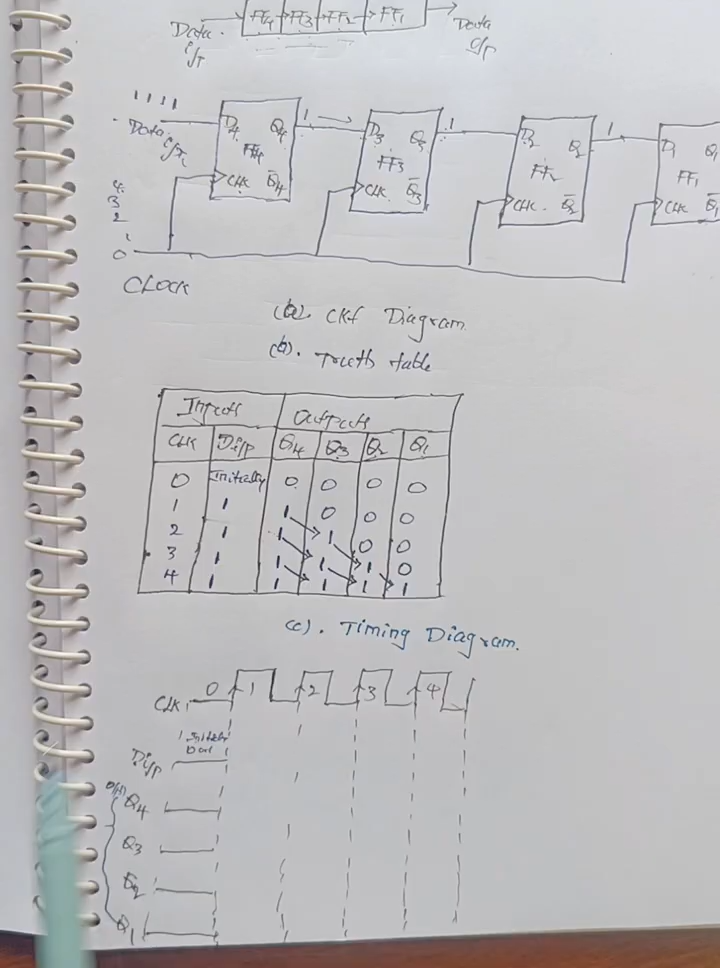 FF4 FF3 FF2 FF1
Data i/p
Data o/p
1 1 1 1
Data i/p
D4 Q4 1 D3 Q3 1 D2 Q2 1 D1 Q1
FF4 FF3 FF2 FF1
CLK Q̅4 CLK Q̅3 CLK Q̅2 CLK Q̅1
4
3
2
1
0
CLOCK
(a) CKt Diagram
(b). Truth table
Inputs Outputs
CLK Di/p Q4 Q3 Q2 Q1
0 Initially 0 0 0 0
1 1 1 0 0 0
2 1 1 1 0 0
3 1 1 1 1 0
4 1 1 1 1 1
(c). Timing Diagram.
CLK 0 1 2 3 4
Di/p
Q4
Q3
Q2
Q1